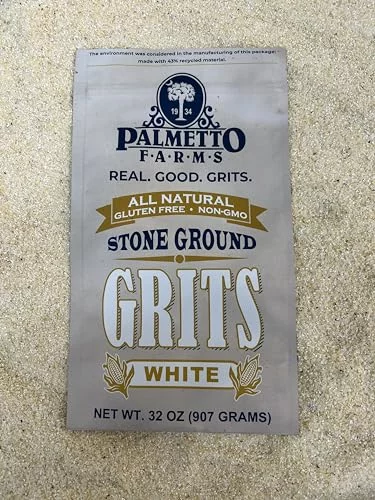 The environment was considered in the manufacturing of this package;
made with 43% recycled material.
19 34
PALMETTO
F·A·R·M·S
REAL. GOOD. GRITS.
ALL NATURAL
GLUTEN FREE • NON-GMO
STONE GROUND
GRITS
WHITE
NET WT. 32 OZ (907 GRAMS)